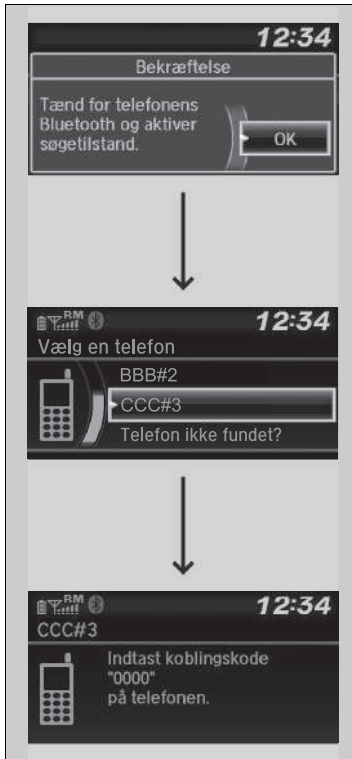 12:34
Bekræftelse
Tænd for telefonens
Bluetooth og aktiver
søgetilstand.
OK
RM
12:34
Vælg en telefon
BBB#2
CCC#3
Telefon ikke fundet?
RM
12:34
CCC#3
Indtast koblingskode
"0000"
på telefonen.